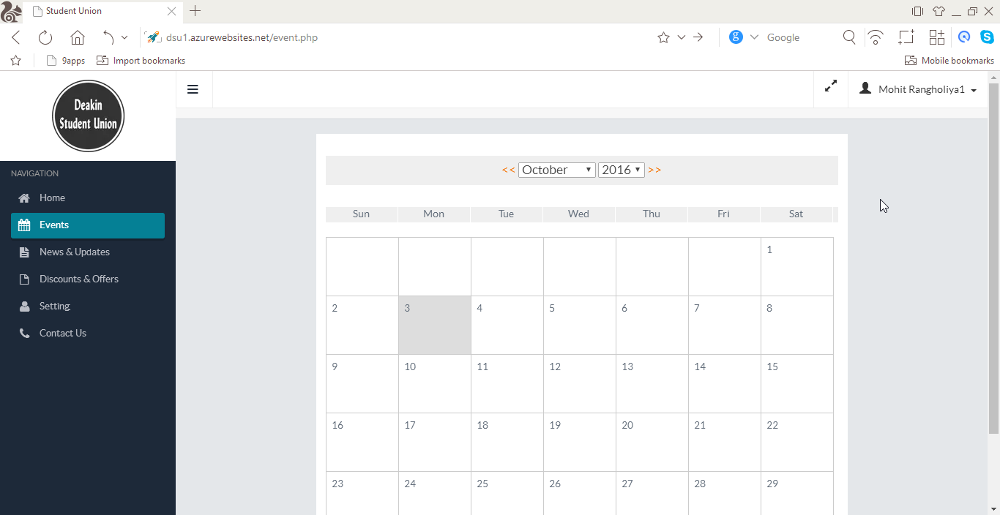 Student Union
dsu1.azurewebsites.net/event.php
g
Google
S
9apps
Import bookmarks
Mobile bookmarks
Deakin
Student Union
Mohit Rangholiya1
NAVIGATION
Home
Events
News & Updates
Discounts & Offers
Setting
Contact Us
<< October 2016 >>
Sun Mon Tue Wed Thu Fri Sat
1
2 3 4 5 6 7 8
9 10 11 12 13 14 15
16 17 18 19 20 21 22
23 24 25 26 27 28 29